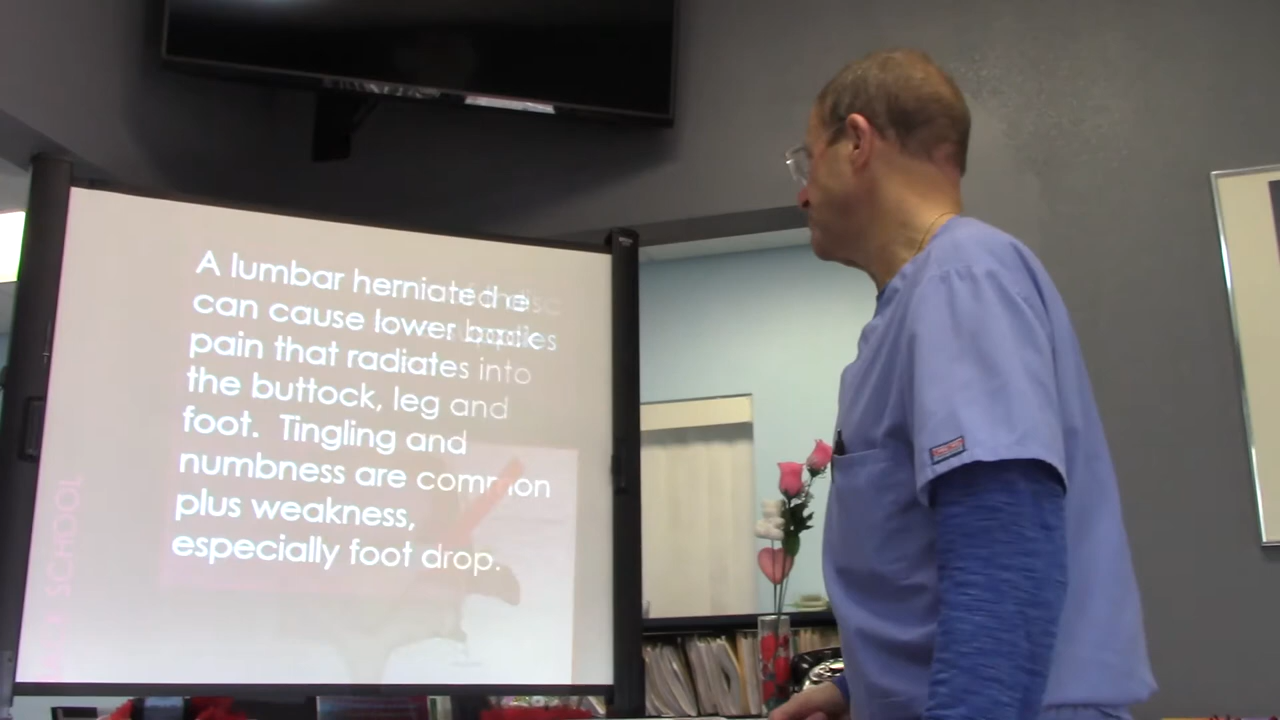 A lumbar herniated
can cause lower
pain that radiates into
the buttock, leg and
foot. Tingling and
numbness are common
plus weakness,
especially foot drop.
SCHOOL